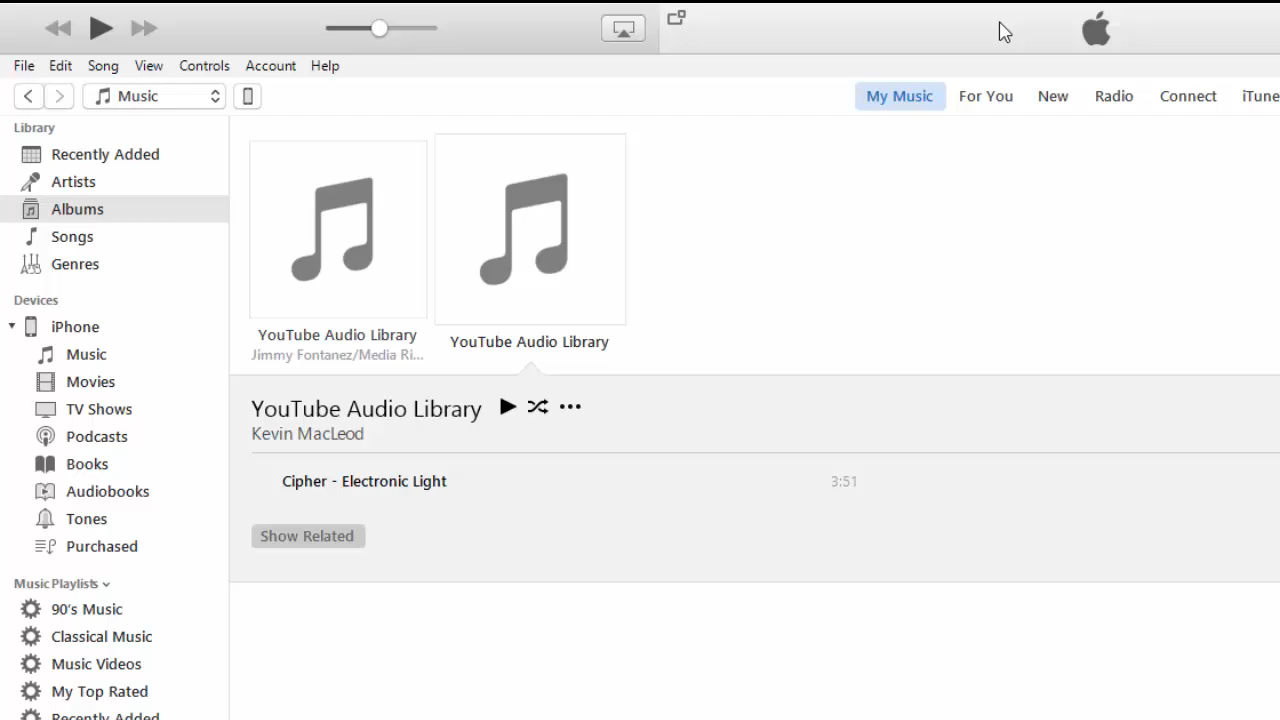 File Edit Song View Controls Account Help
Music
My Music For You New Radio Connect iTune
Library
Recently Added
Artists
Albums
Songs
Genres
Devices
iPhone
Music
Movies
TV Shows
Podcasts
Books
Audiobooks
Tones
Purchased
Music Playlists
90's Music
Classical Music
Music Videos
My Top Rated
Recently Added
YouTube Audio Library
Jimmy Fontanez/Media Ri...
YouTube Audio Library
YouTube Audio Library
Kevin MacLeod
Cipher - Electronic Light 3:51
Show Related